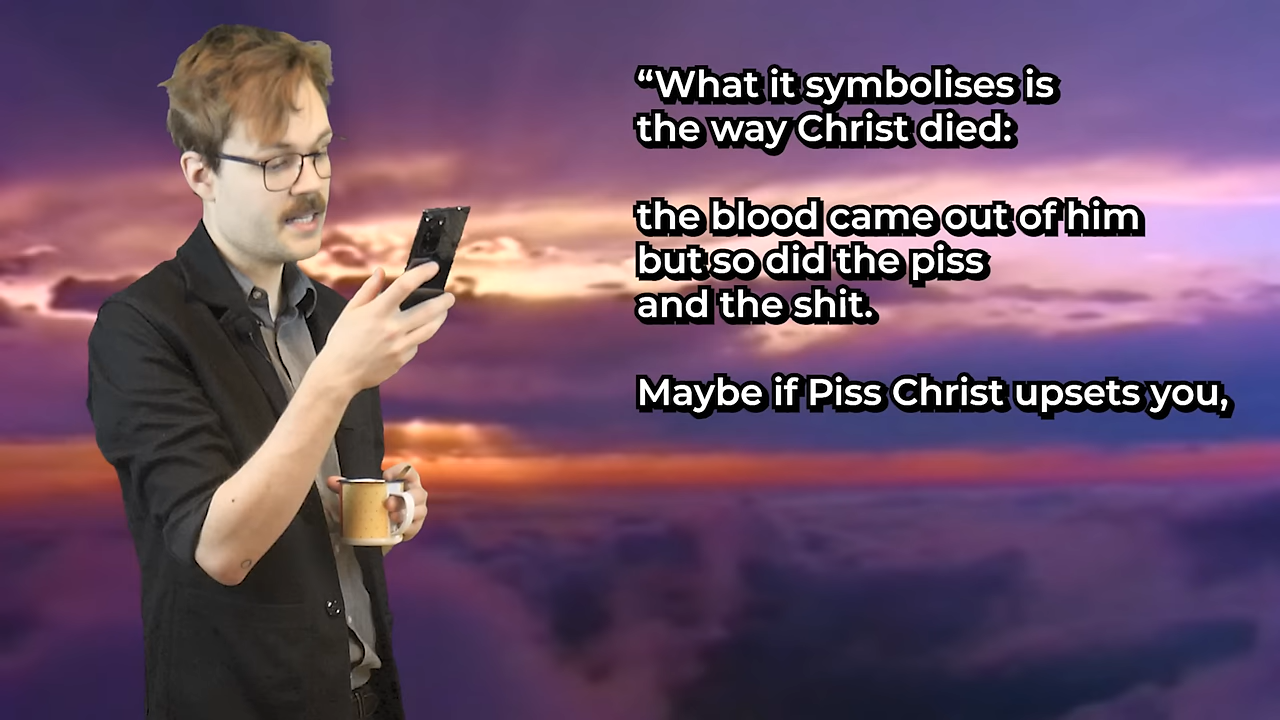 “What it symbolises is
the way Christ died:
the blood came out of him
but so did the piss
and the shit.
Maybe if Piss Christ upsets you,